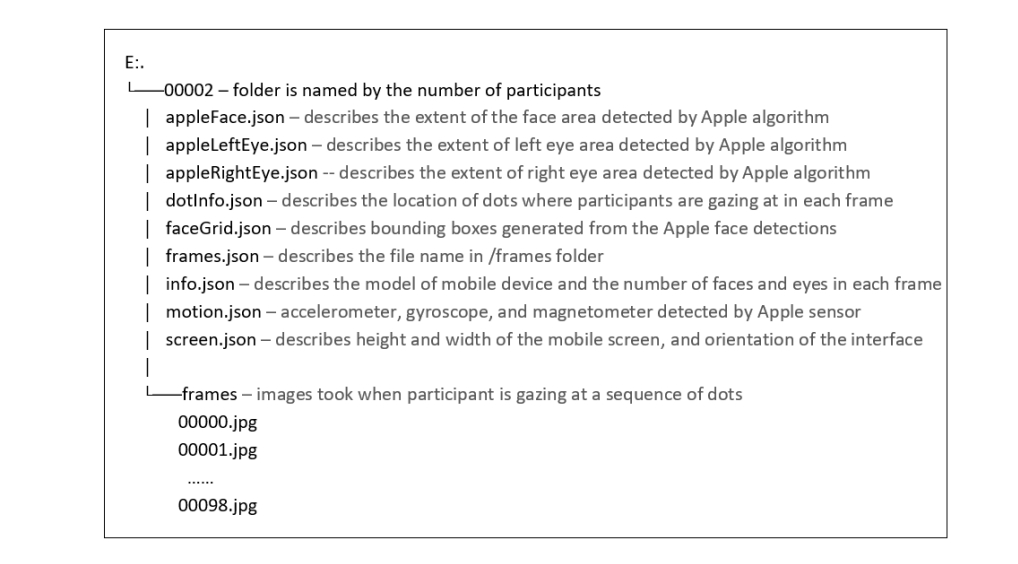 E:.
└──00002 – folder is named by the number of participants
│ appleFace.json – describes the extent of the face area detected by Apple algorithm
│ appleLeftEye.json – describes the extent of left eye area detected by Apple algorithm
│ appleRightEye.json -- describes the extent of right eye area detected by Apple algorithm
│ dotInfo.json – describes the location of dots where participants are gazing at in each frame
│ faceGrid.json – describes bounding boxes generated from the Apple face detections
│ frames.json – describes the file name in /frames folder
│ info.json – describes the model of mobile device and the number of faces and eyes in each frame
│ motion.json – accelerometer, gyroscope, and magnetometer detected by Apple sensor
│ screen.json – describes height and width of the mobile screen, and orientation of the interface
│
└──frames – images took when participant is gazing at a sequence of dots
00000.jpg
00001.jpg
......
00098.jpg